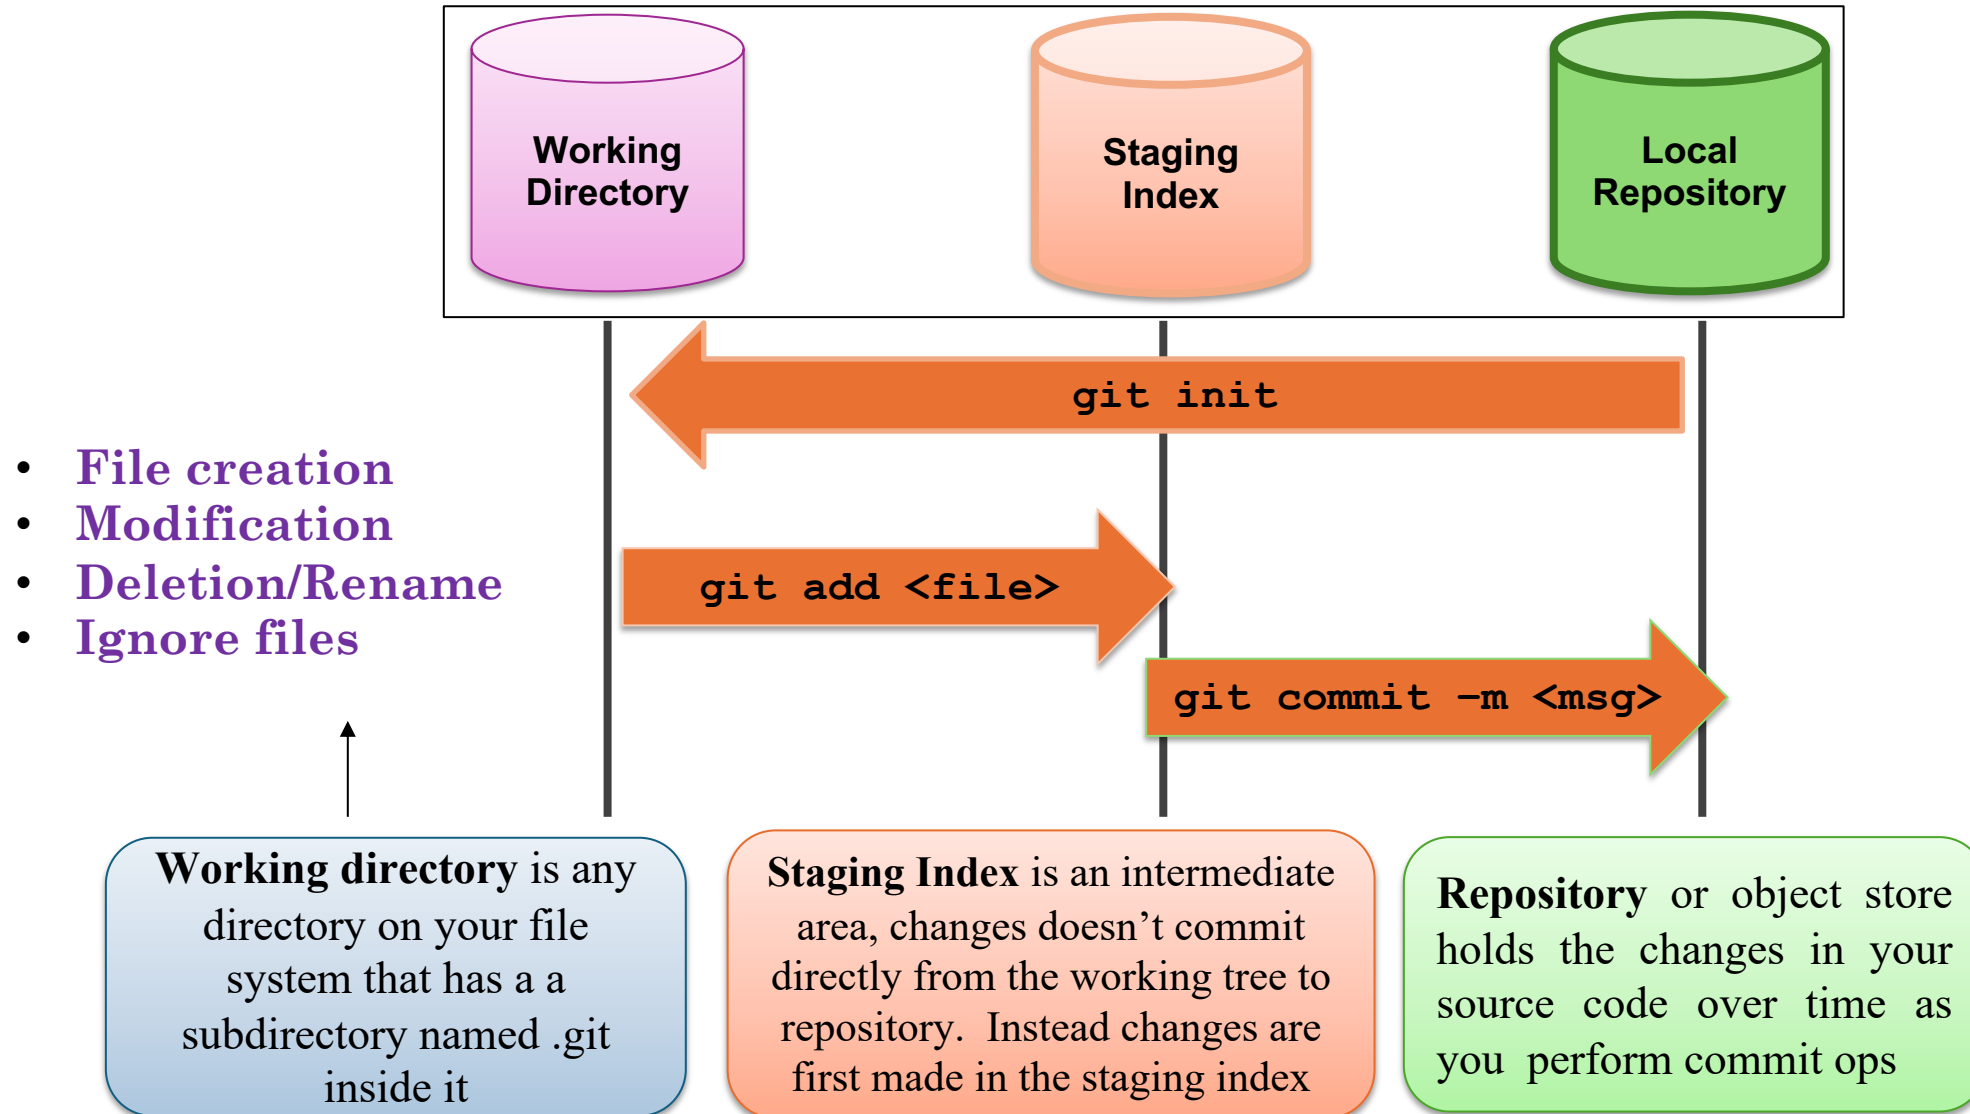 Working
Directory
Staging
Index
Local
Repository
git init
• File creation
• Modification
• Deletion/Rename
• Ignore files
git add <file>
git commit –m <msg>
Working directory is any
directory on your file
system that has a a
subdirectory named .git
inside it
Staging Index is an intermediate
area, changes doesn’t commit
directly from the working tree to
repository.  Instead changes are
first made in the staging index
Repository or object store
holds the changes in your
source code over time as
you  perform commit ops